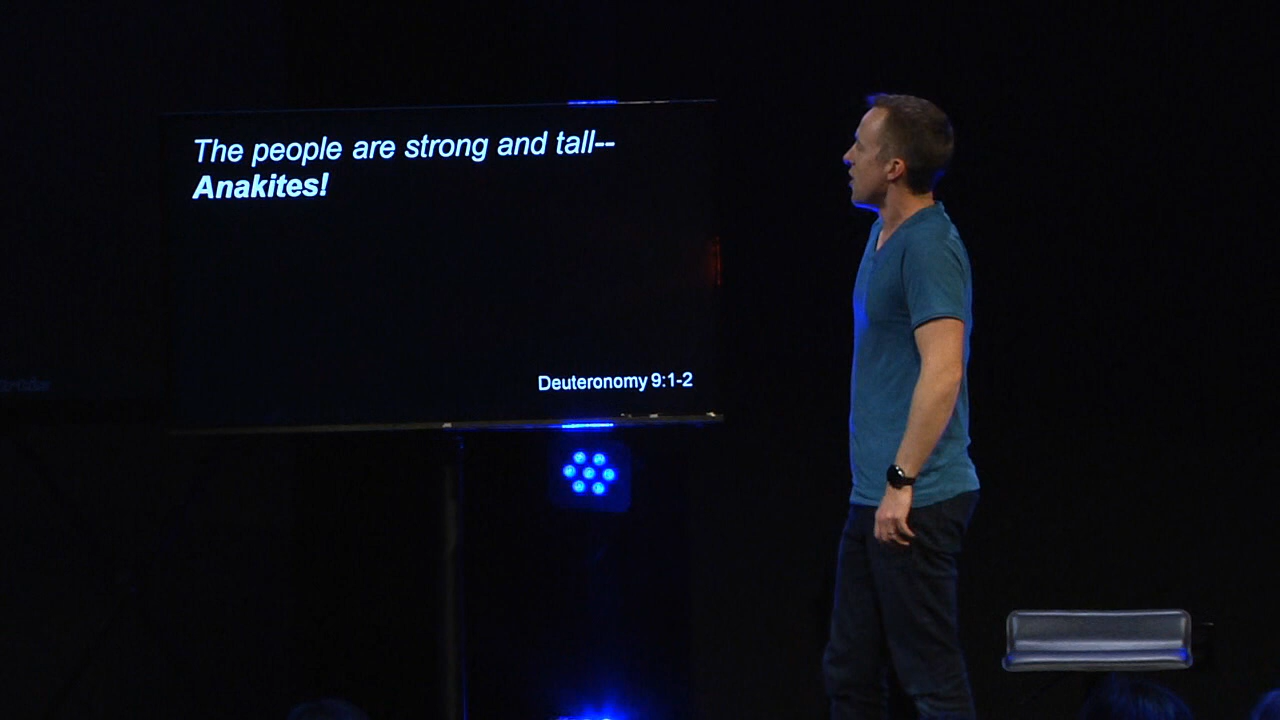 The people are strong and tall--
Anakites!
Deuteronomy 9:1-2